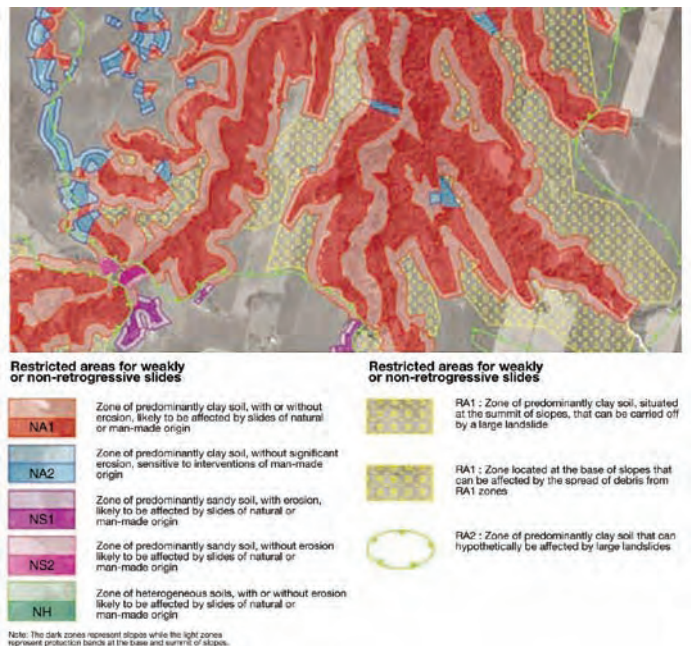 Restricted areas for weakly
or non-retrogressive slides
NA1
Zone of predominantly clay soil, with or without
erosion, likely to be affected by slides of natural
or man-made origin
NA2
Zone of predominantly clay soil, without significant
erosion, sensitive to interventions of man-made
origin
NS1
Zone of predominantly sandy soil, with erosion,
likely to be affected by slides of natural or
man-made origin
NS2
Zone of predominantly sandy soil, without erosion
likely to be affected by slides of natural or
man-made origin
NH
Zone of heterogeneous soils, with or without erosion
likely to be affected by slides of natural or
man-made origin
Note: The dark zones represent slopes while the light zones
represent protection bands at the base and summit of slopes.
Restricted areas for weakly
or non-retrogressive slides
RA1 : Zone of predominantly clay soil, situated
at the summit of slopes, that can be carried off
by a large landslide
RA1 : Zone located at the base of slopes that
can be affected by the spread of debris from
RA1 zones
RA2 : Zone of predominantly clay soil that can
hypothetically be affected by large landslides